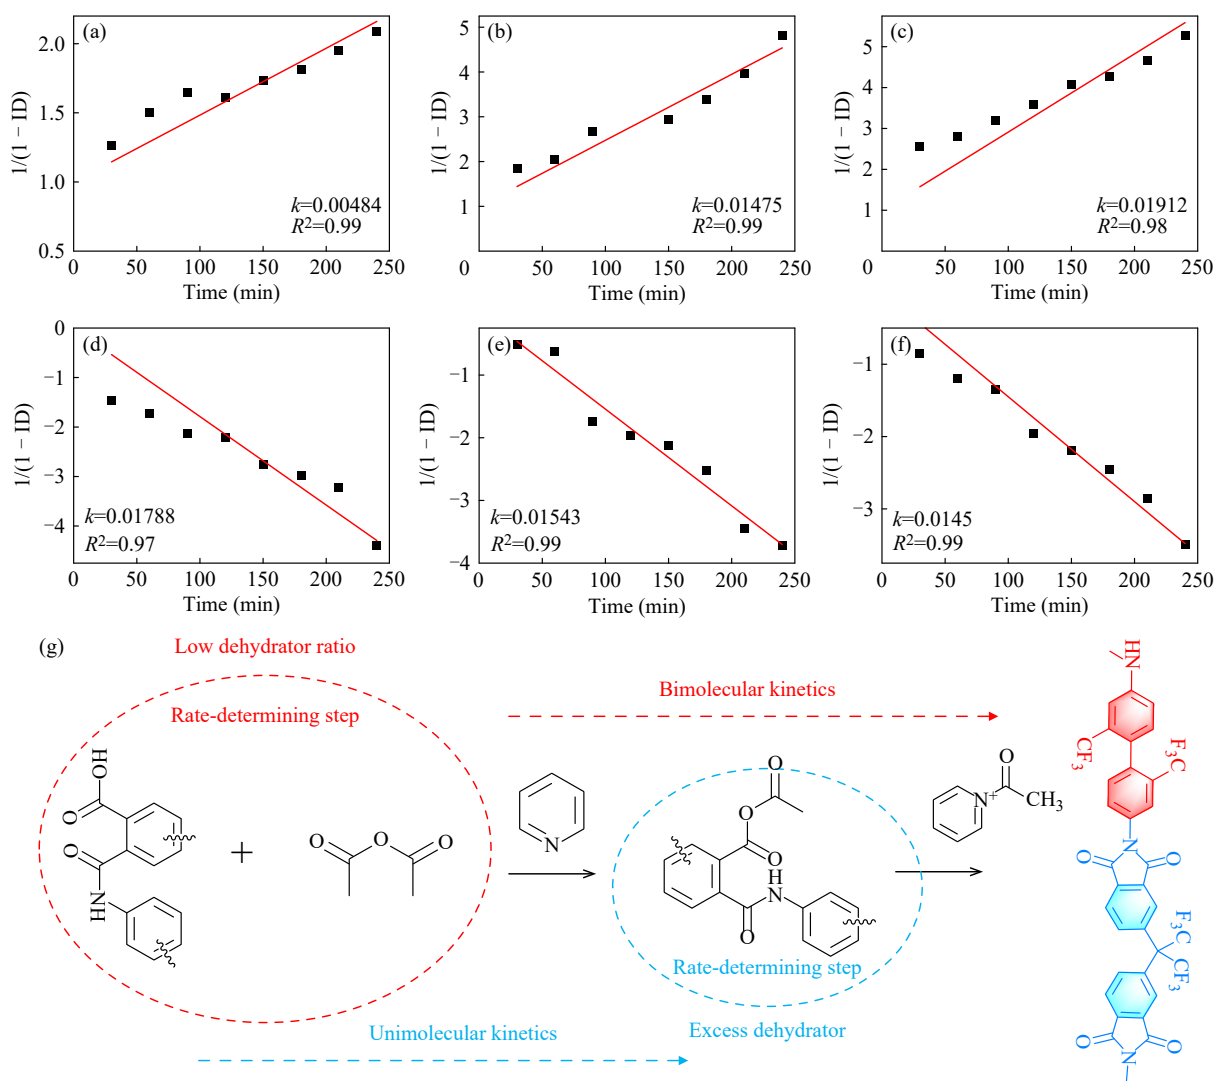 (a)
1/(1 − ID)
2.0
1.5
1.0
0.5
k=0.00484
R²=0.99
0 50 100 150 200 250
Time (min)
(b)
1/(1 − ID)
5
4
3
2
1
k=0.01475
R²=0.99
0 50 100 150 200 250
Time (min)
(c)
1/(1 − ID)
5
4
3
2
1
k=0.01912
R²=0.98
0 50 100 150 200 250
Time (min)
(d)
1/(1 − ID)
0
−1
−2
−3
−4
k=0.01788
R²=0.97
0 50 100 150 200 250
Time (min)
(e)
1/(1 − ID)
−1
−2
−3
−4
k=0.01543
R²=0.99
0 50 100 150 200 250
Time (min)
(f)
1/(1 − ID)
−1
−2
−3
k=0.0145
R²=0.99
0 50 100 150 200 250
Time (min)
(g)
Low dehydrator ratio
Rate-determining step
HO
O
O
NH
+
O
O
O
N
Bimolecular kinetics
O
O
O
H
N
O
Rate-determining step
Excess dehydrator
Unimolecular kinetics
O
N⁺
CH₃
HN
CF₃
F₃C
N
O
O
F₃C
CF₃
O
O
N